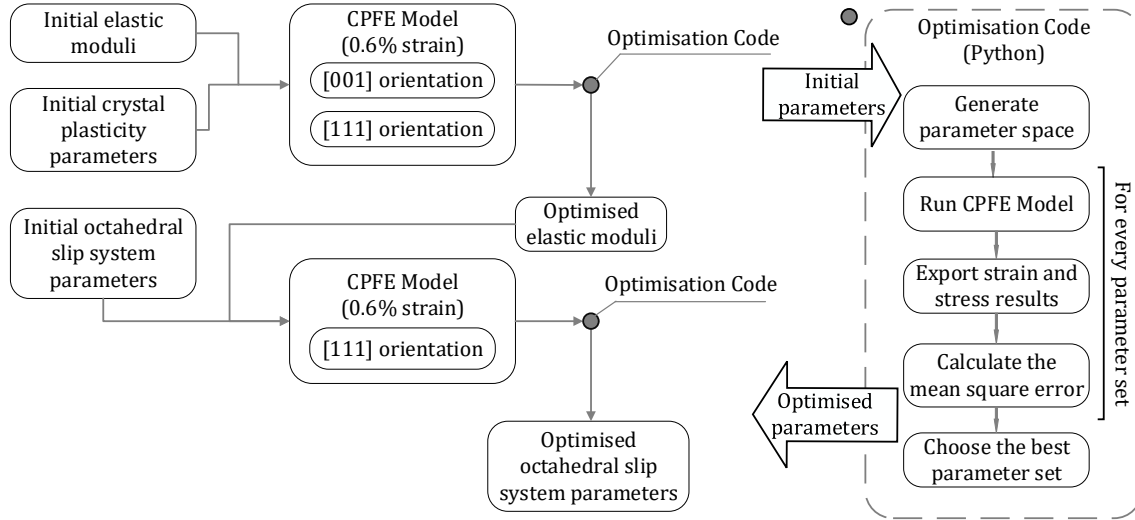 Initial elastic
moduli
Initial crystal
plasticity
parameters
CPFE Model
(0.6% strain)
[001] orientation
[111] orientation
Optimisation Code
Optimised
elastic moduli
Initial octahedral
slip system
parameters
CPFE Model
(0.6% strain)
[111] orientation
Optimisation Code
Optimised
octahedral slip
system parameters
Initial
parameters
Optimised
parameters
Optimisation Code
(Python)
Generate
parameter space
Run CPFE Model
Export strain and
stress results
Calculate the
mean square error
Choose the best
parameter set
For every parameter set